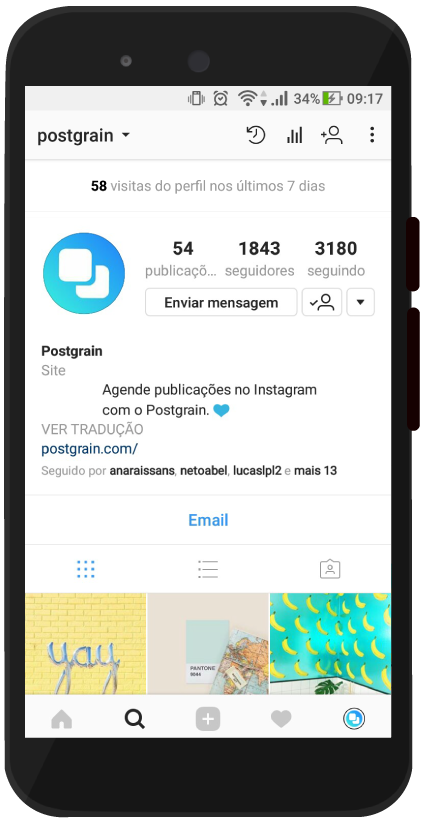 34% 09:17
postgrain
58 visitas do perfil nos últimos 7 dias
54 1843 3180
publicaçõ... seguidores seguindo
Enviar mensagem
Postgrain
Site
Agende publicações no Instagram
com o Postgrain.
VER TRADUÇÃO
postgrain.com/
Seguido por anaraissans, netoabel, lucaslpl2 e mais 13
Email
yay
PANTONE